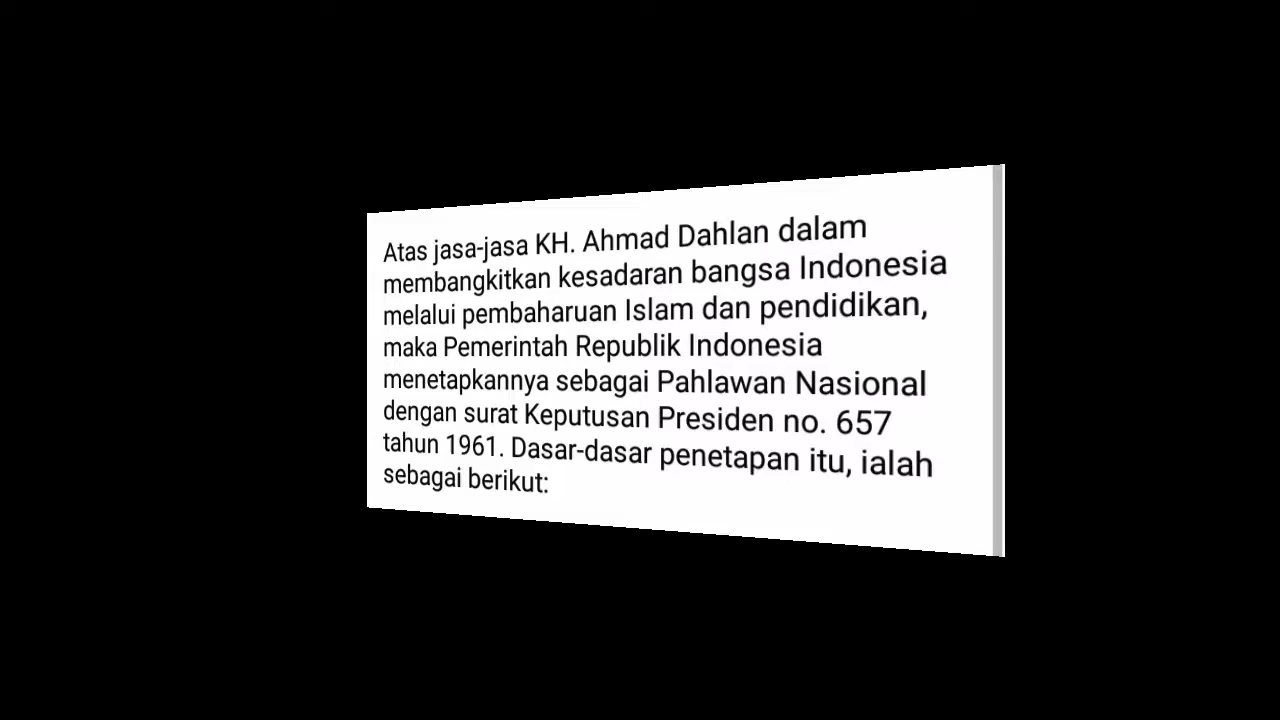 Atas jasa-jasa KH. Ahmad Dahlan dalam
membangkitkan kesadaran bangsa Indonesia
melalui pembaharuan Islam dan pendidikan,
maka Pemerintah Republik Indonesia
menetapkannya sebagai Pahlawan Nasional
dengan surat Keputusan Presiden no. 657
tahun 1961. Dasar-dasar penetapan itu, ialah
sebagai berikut: